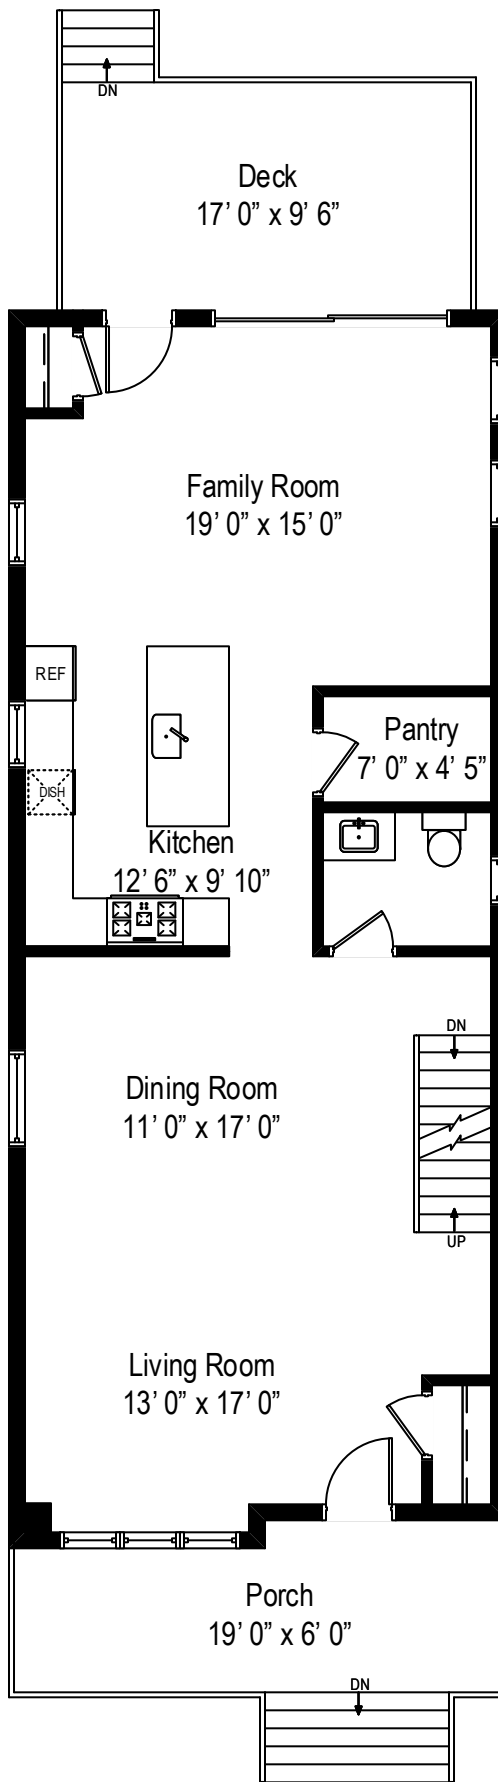 DN
Deck
17’ 0” x 9’ 6”
Family Room
19’ 0” x 15’ 0”
REF
Pantry
7’ 0” x 4’ 5”
DISH
Kitchen
12’ 6” x 9’ 10”
DN
Dining Room
11’ 0” x 17’ 0”
UP
Living Room
13’ 0” x 17’ 0”
Porch
19’ 0” x 6’ 0”
DN